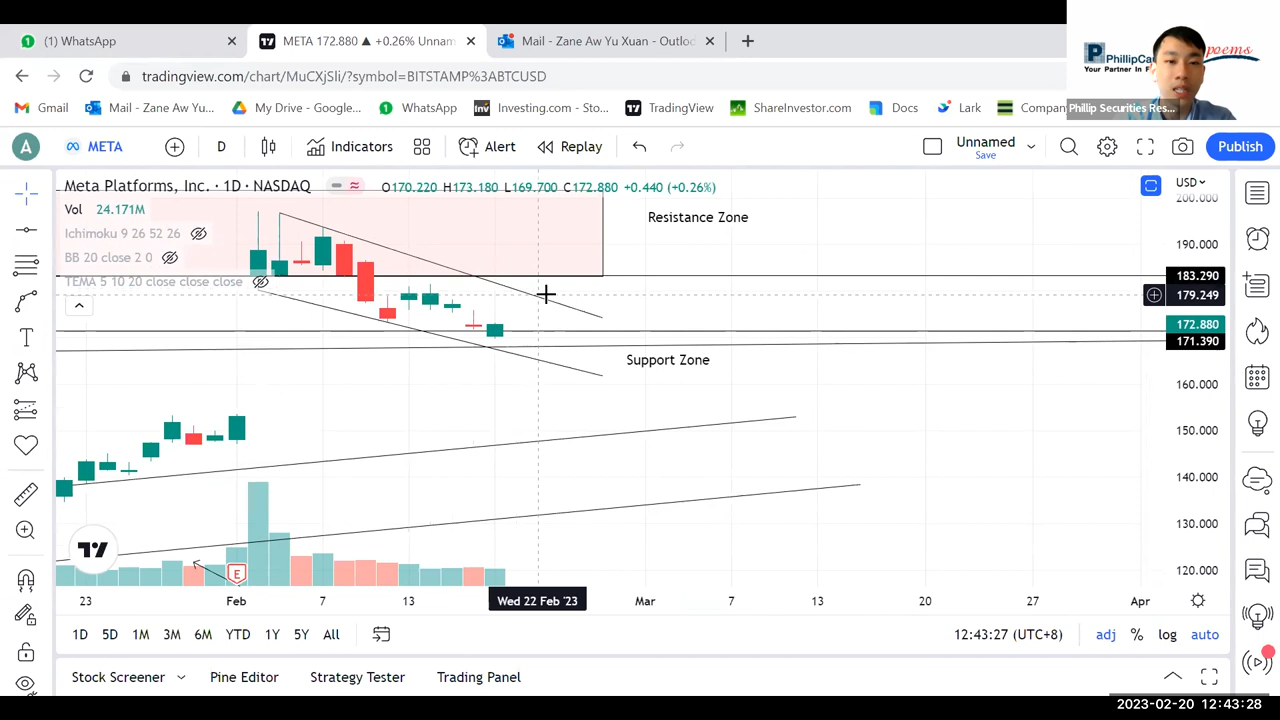 (1) WhatsApp
META 172.880 ▲ +0.26% Unnam
Mail - Zane Aw Yu Xuan - Outloo
PhillipCa
Your Partner In F
poems
tradingview.com/chart/MuCXjSli/?symbol=BITSTAMP%3ABTCUSD
Gmail
Mail - Zane Aw Yu...
My Drive - Google...
WhatsApp
Investing.com - Sto...
TradingView
ShareInvestor.com
Docs
Lark
Compan
Phillip Securities Res...
A
META
D
Indicators
Alert
Replay
Unnamed
Save
Publish
Meta Platforms, Inc. · 1D · NASDAQ
O170.220 H173.180 L169.700 C172.880 +0.440 (+0.26%)
USD
Vol 24.171M
Ichimoku 9 26 52 26
BB 20 close 2 0
TEMA 5 10 20 close close close
Resistance Zone
Support Zone
200.000
190.000
183.290
179.249
172.880
171.390
160.000
150.000
140.000
130.000
120.000
E
23
Feb
7
13
Wed 22 Feb '23
Mar
7
13
20
27
Apr
1D 5D 1M 3M 6M YTD 1Y 5Y All
12:43:27 (UTC+8)
adj % log auto
Stock Screener
Pine Editor
Strategy Tester
Trading Panel
2023-02-20 12:43:28